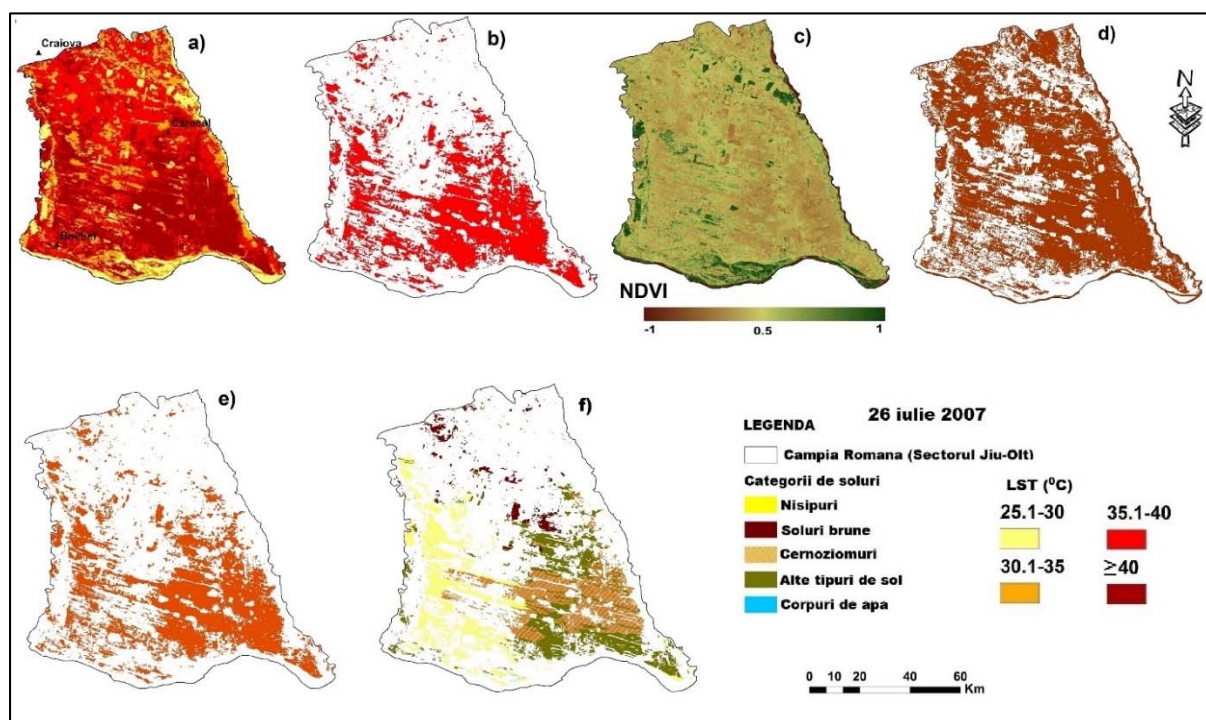 Craiova
a)
b)
c)
d)
N
Caracal
Bechet
NDVI
-1 0.5 1
e)
f)
26 iulie 2007
LEGENDA
Campia Romana (Sectorul Jiu-Olt)
Categorii de soluri
Nisipuri
Soluri brune
Cernoziomuri
Alte tipuri de sol
Corpuri de apa
LST (⁰C)
25.1-30 35.1-40
30.1-35 ≥40
0 10 20 40 60
Km